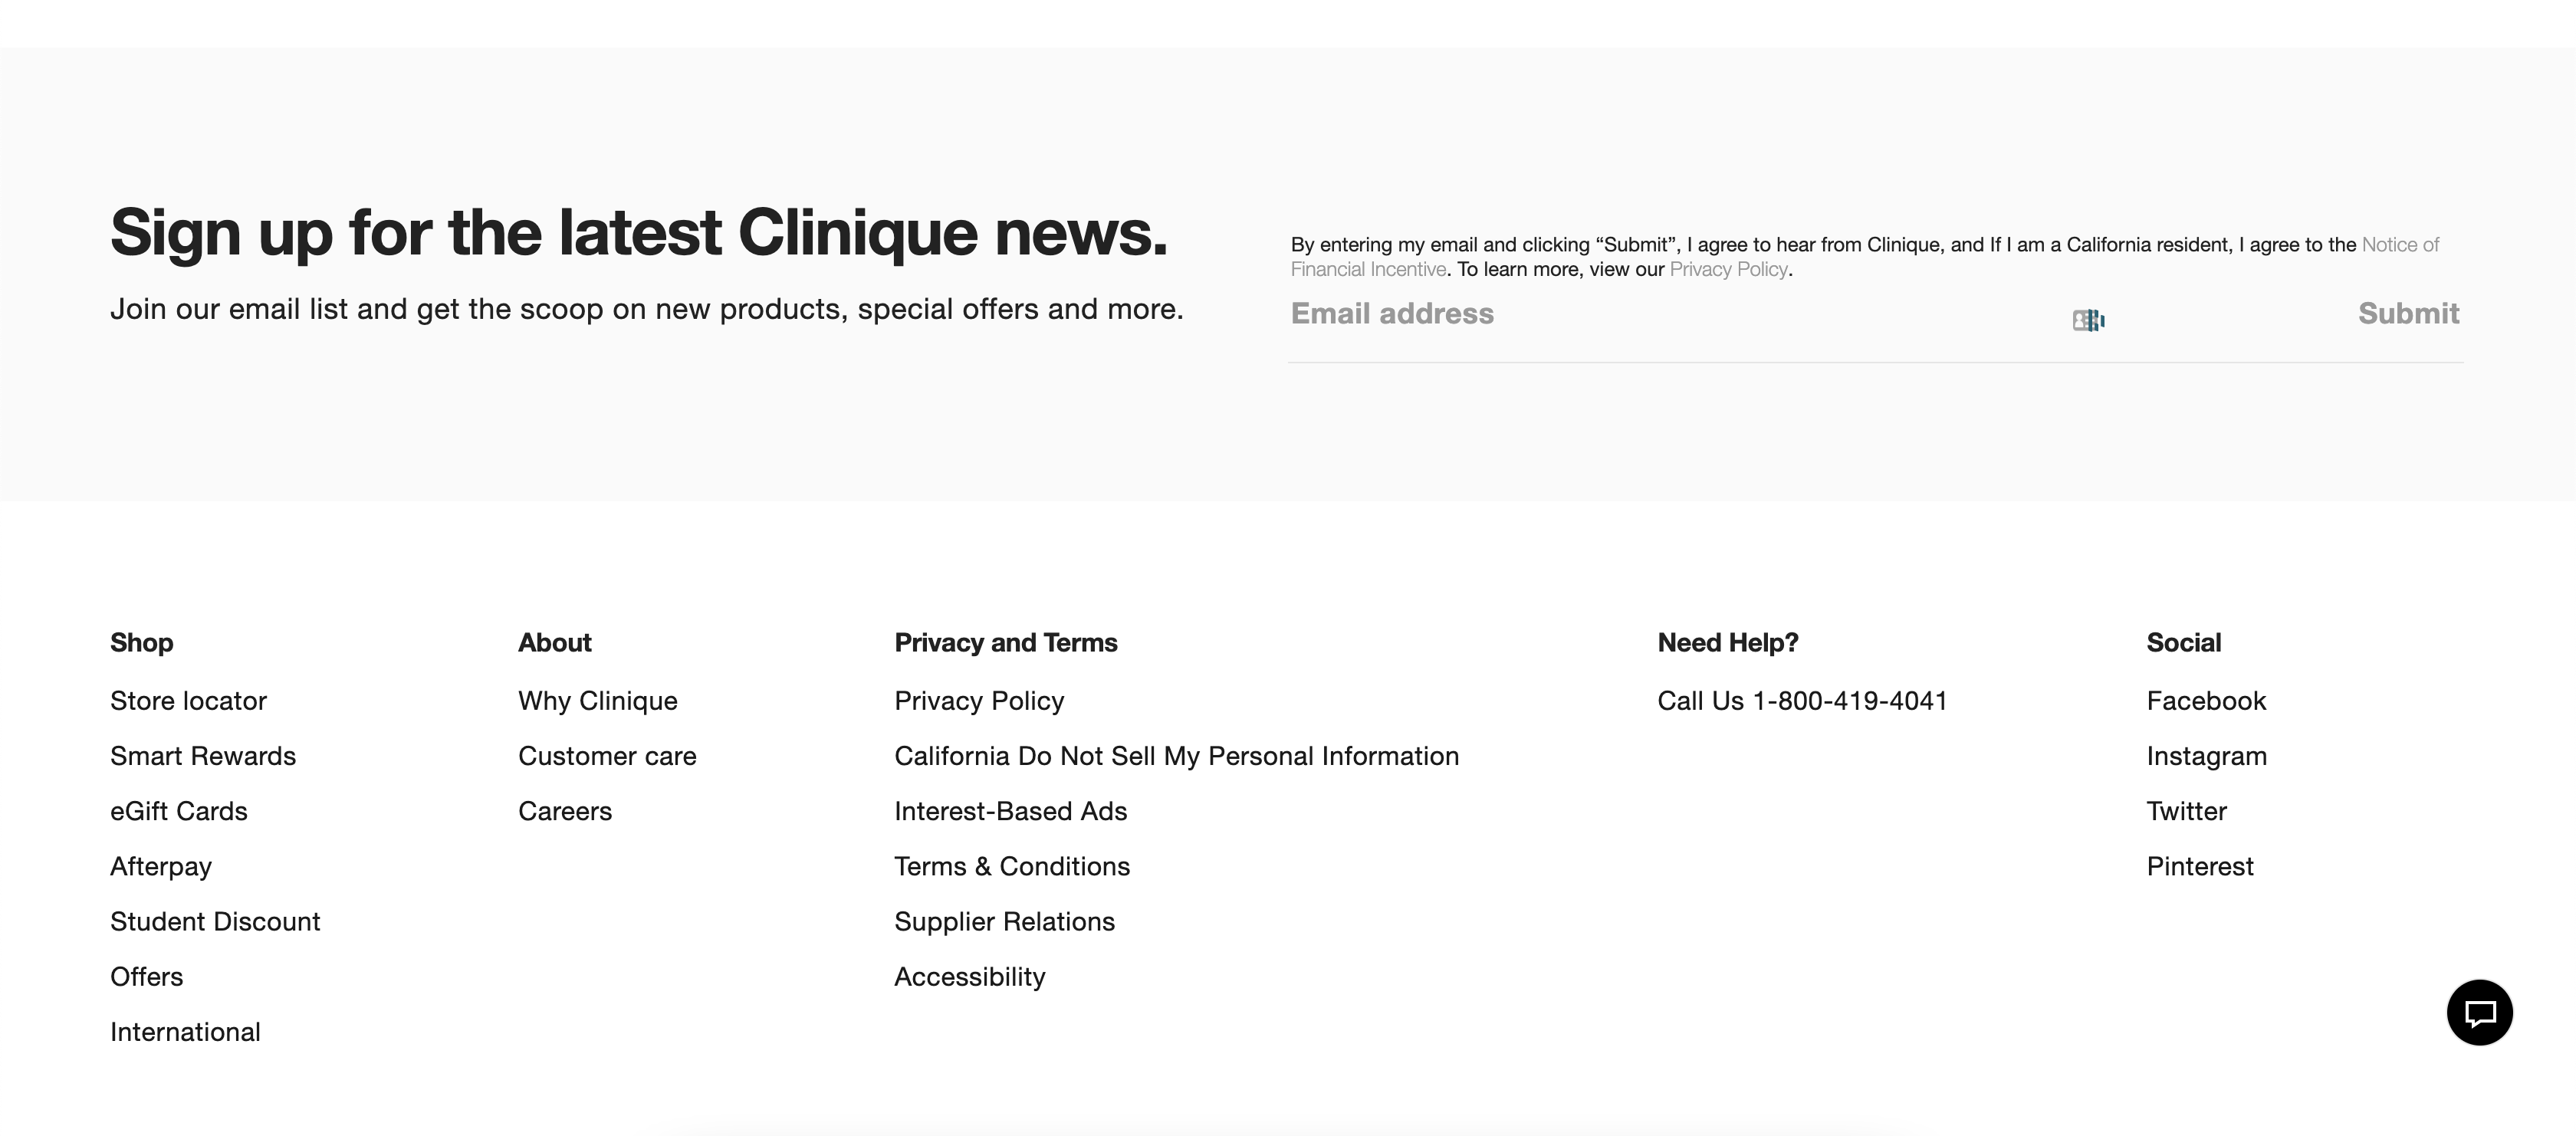 Sign up for the latest Clinique news.
Join our email list and get the scoop on new products, special offers and more.
By entering my email and clicking “Submit”, I agree to hear from Clinique, and If I am a California resident, I agree to the Notice of
Financial Incentive. To learn more, view our Privacy Policy.
Email address
Submit
Shop
Store locator
Smart Rewards
eGift Cards
Afterpay
Student Discount
Offers
International
About
Why Clinique
Customer care
Careers
Privacy and Terms
Privacy Policy
California Do Not Sell My Personal Information
Interest-Based Ads
Terms & Conditions
Supplier Relations
Accessibility
Need Help?
Call Us 1-800-419-4041
Social
Facebook
Instagram
Twitter
Pinterest